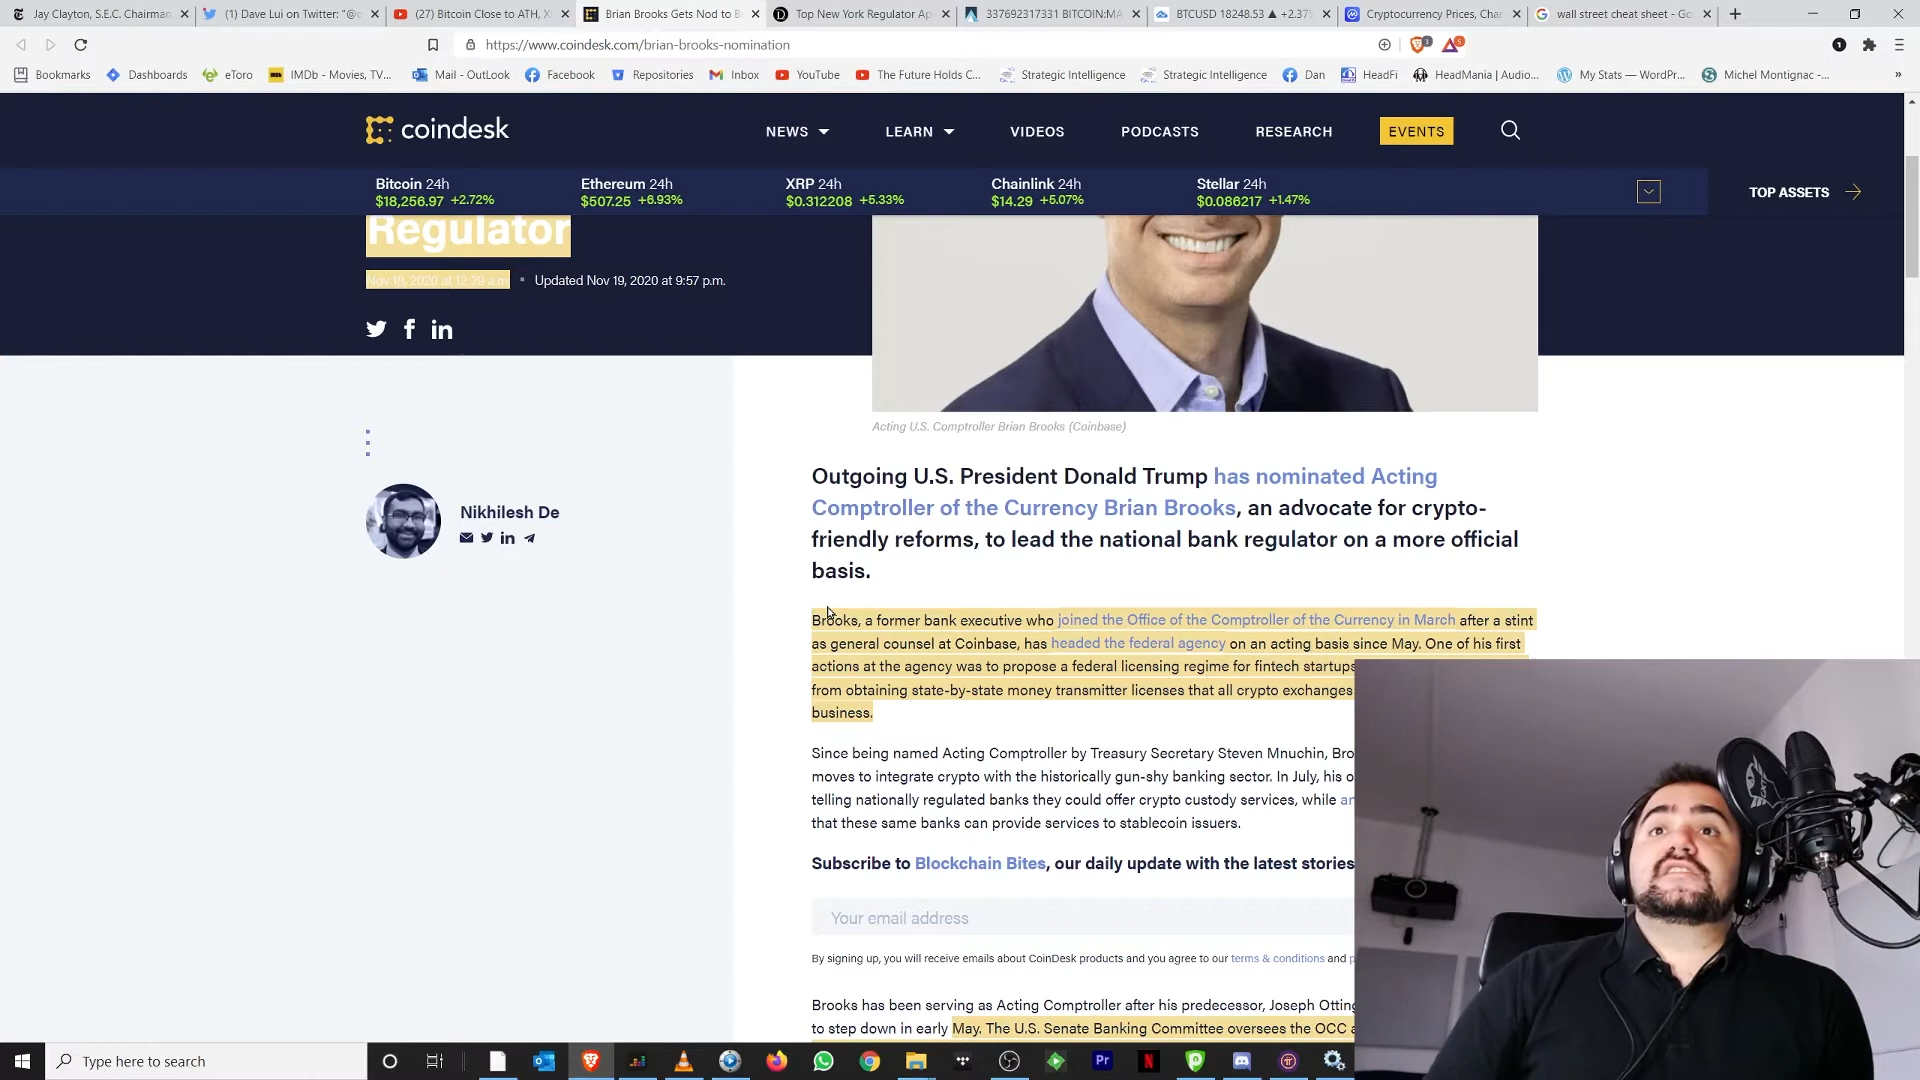 Jay Clayton, S.E.C. Chairman,
(1) Dave Lui on Twitter: "@c
(27) Bitcoin Close to ATH, X
Brian Brooks Gets Nod to B
Top New York Regulator Ap
337692317331 BITCOIN:MA
BTCUSD 18248.53 ▲ +2.37
Cryptocurrency Prices, Char
wall street cheat sheet - Go
https://www.coindesk.com/brian-brooks-nomination
Bookmarks
Dashboards
eToro
IMDb - Movies, TV...
Mail - OutLook
Facebook
Repositories
Inbox
YouTube
The Future Holds C...
Strategic Intelligence
Strategic Intelligence
Dan
HeadFi
HeadMania | Audio...
My Stats — WordPr...
Michel Montignac -...
coindesk
NEWS
LEARN
VIDEOS
PODCASTS
RESEARCH
EVENTS
Bitcoin 24h
$18,256.97 +2.72%
Ethereum 24h
$507.25 +6.93%
XRP 24h
$0.312208 +5.33%
Chainlink 24h
$14.29 +5.07%
Stellar 24h
$0.086217 +1.47%
TOP ASSETS
Regulator
Nov 18, 2020 at 12:29 a.m.
Updated Nov 19, 2020 at 9:57 p.m.
Acting U.S. Comptroller Brian Brooks (Coinbase)
Nikhilesh De
Outgoing U.S. President Donald Trump has nominated Acting
Comptroller of the Currency Brian Brooks, an advocate for crypto-
friendly reforms, to lead the national bank regulator on a more official
basis.
Brooks, a former bank executive who joined the Office of the Comptroller of the Currency in March after a stint
as general counsel at Coinbase, has headed the federal agency on an acting basis since May. One of his first
actions at the agency was to propose a federal licensing regime for fintech startups
from obtaining state-by-state money transmitter licenses that all crypto exchanges
business.
Since being named Acting Comptroller by Treasury Secretary Steven Mnuchin, Bro
moves to integrate crypto with the historically gun-shy banking sector. In July, his o
telling nationally regulated banks they could offer crypto custody services, while an
that these same banks can provide services to stablecoin issuers.
Subscribe to Blockchain Bites, our daily update with the latest stories
Your email address
By signing up, you will receive emails about CoinDesk products and you agree to our terms & conditions and p
Brooks has been serving as Acting Comptroller after his predecessor, Joseph Otting
to step down in early May. The U.S. Senate Banking Committee oversees the OCC a
Type here to search